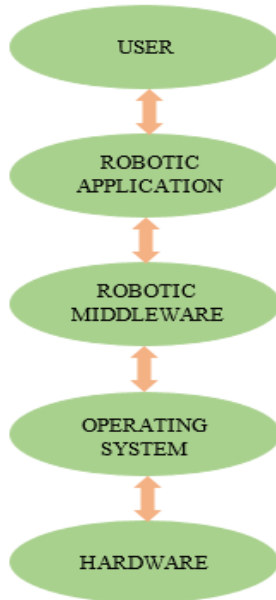 USER
ROBOTIC
APPLICATION
ROBOTIC
MIDDLEWARE
OPERATING
SYSTEM
HARDWARE